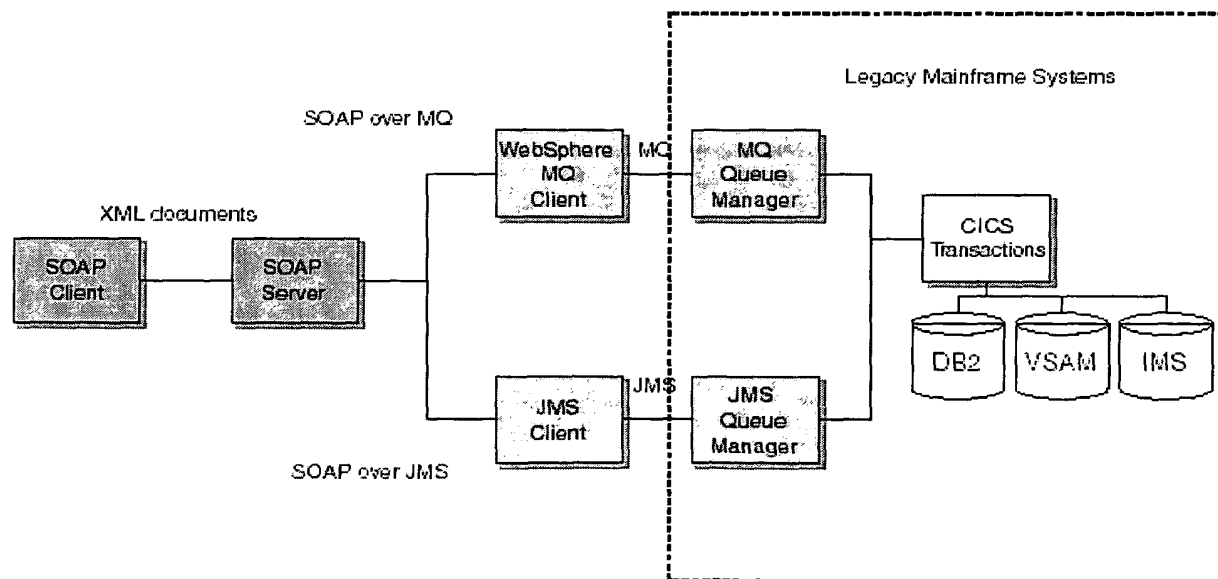 Legacy Mainframe Systems
SOAP over MQ
WebSphere
MQ
Client
MQ
MQ
Queue
Manager
XML documents
SOAP
Client
SOAP
Server
CICS
Transactions
DB2
VSAM
IMS
JMS
Client
JMS
JMS
Queue
Manager
SOAP over JMS